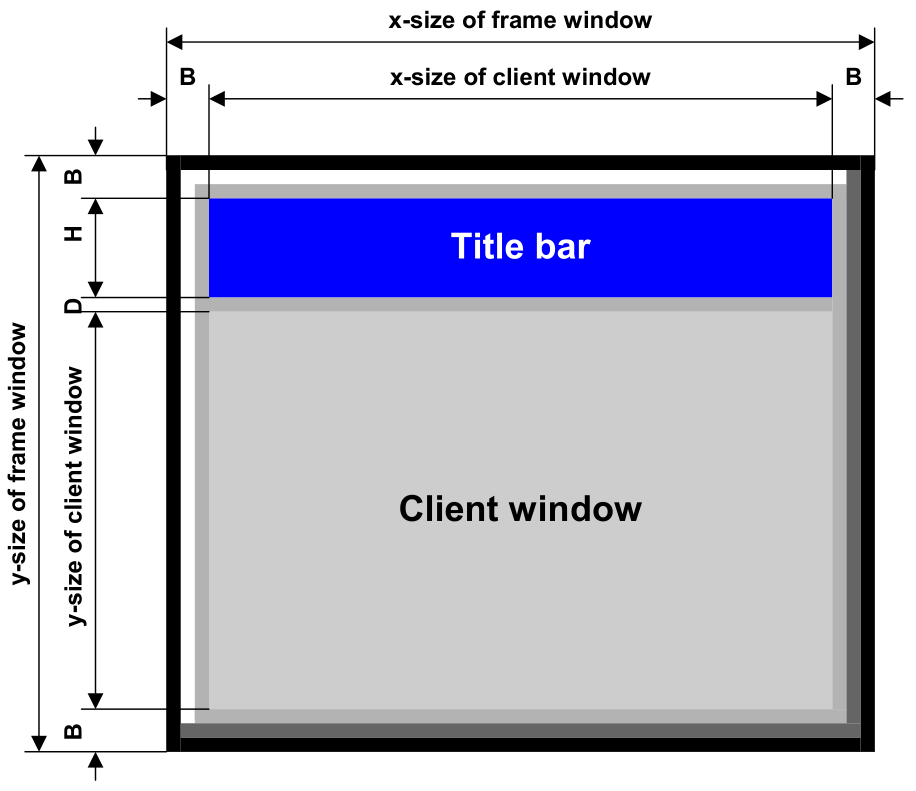 x-size of frame window
B
x-size of client window
B
B
H
D
y-size of frame window
y-size of client window
B
Title bar
Client window